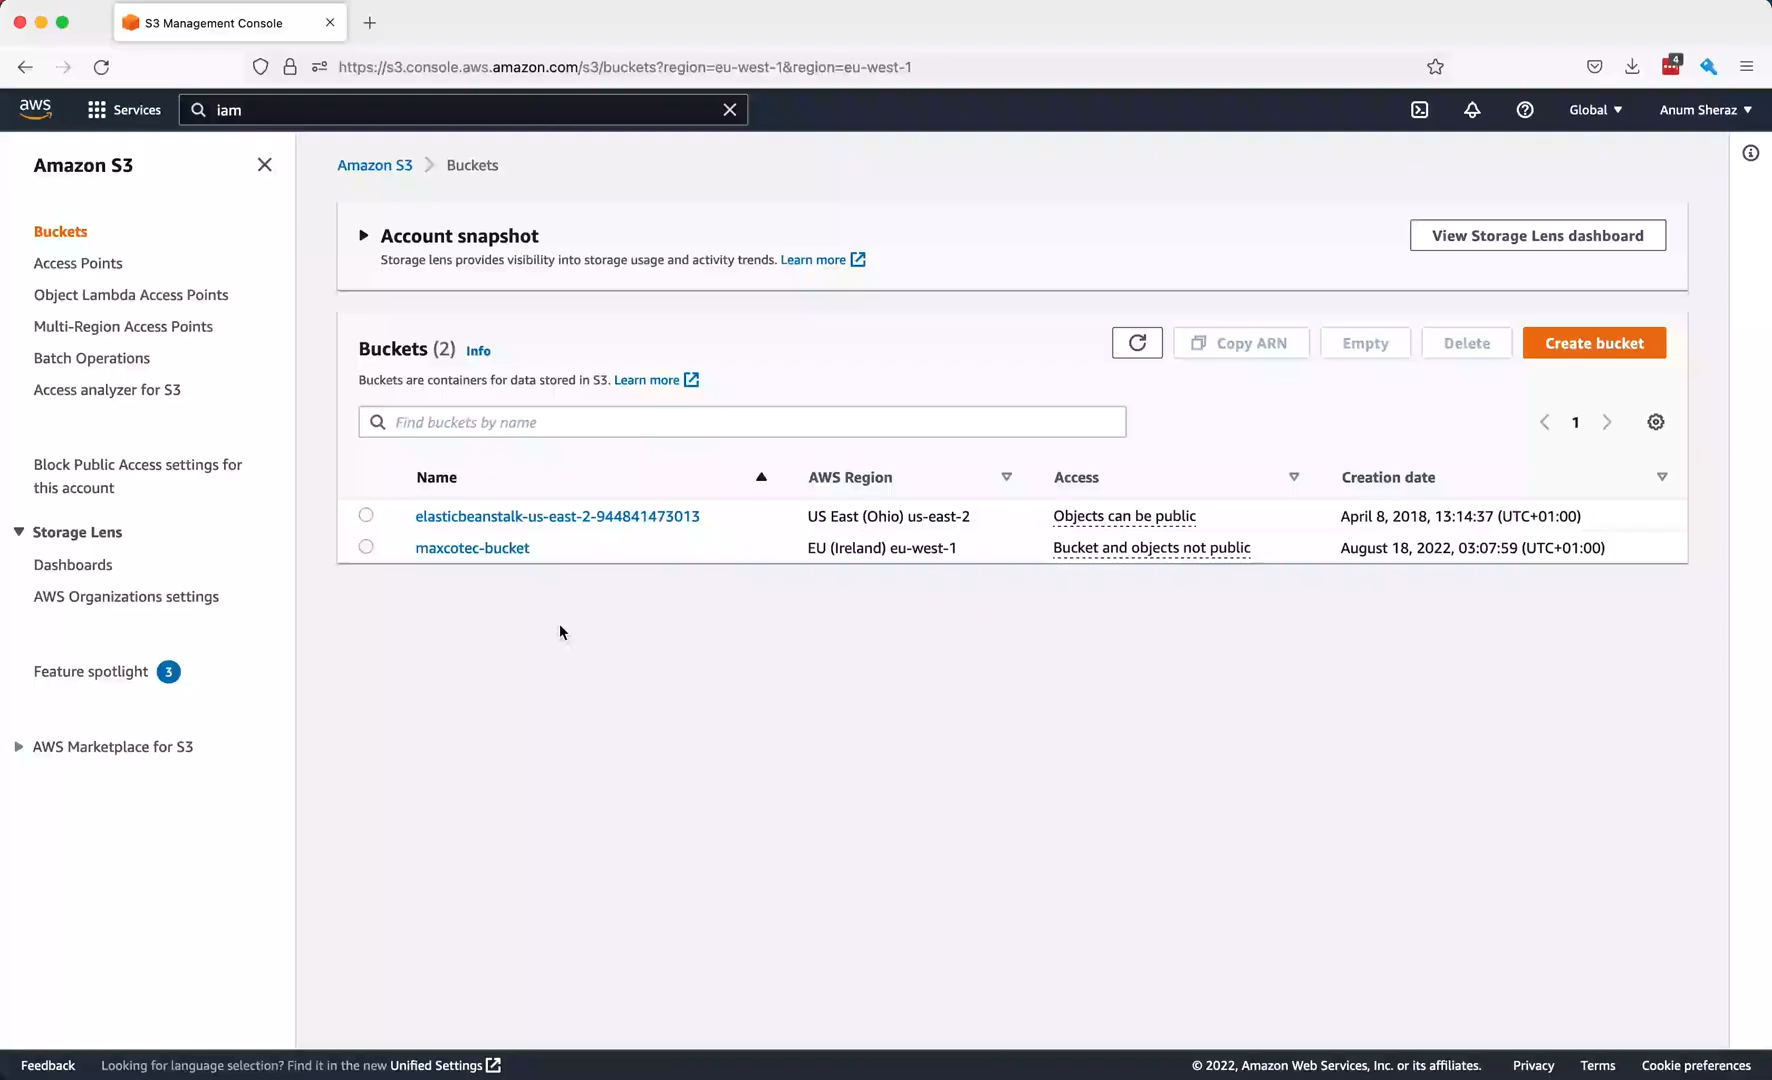 S3 Management Console
https://s3.console.aws.amazon.com/s3/buckets?region=eu-west-1&region=eu-west-1
4
aws
Services
iam
Global
Anum Sheraz
Amazon S3
Buckets
Access Points
Object Lambda Access Points
Multi-Region Access Points
Batch Operations
Access analyzer for S3
Block Public Access settings for
this account
Storage Lens
Dashboards
AWS Organizations settings
Feature spotlight 3
AWS Marketplace for S3
Amazon S3 Buckets
Account snapshot
Storage lens provides visibility into storage usage and activity trends. Learn more
View Storage Lens dashboard
Buckets (2) Info
Buckets are containers for data stored in S3. Learn more
Copy ARN
Empty
Delete
Create bucket
Find buckets by name
1
Name AWS Region Access Creation date
elasticbeanstalk-us-east-2-944841473013 US East (Ohio) us-east-2 Objects can be public April 8, 2018, 13:14:37 (UTC+01:00)
maxcotec-bucket EU (Ireland) eu-west-1 Bucket and objects not public August 18, 2022, 03:07:59 (UTC+01:00)
Feedback
Looking for language selection? Find it in the new Unified Settings
© 2022, Amazon Web Services, Inc. or its affiliates.
Privacy
Terms
Cookie preferences